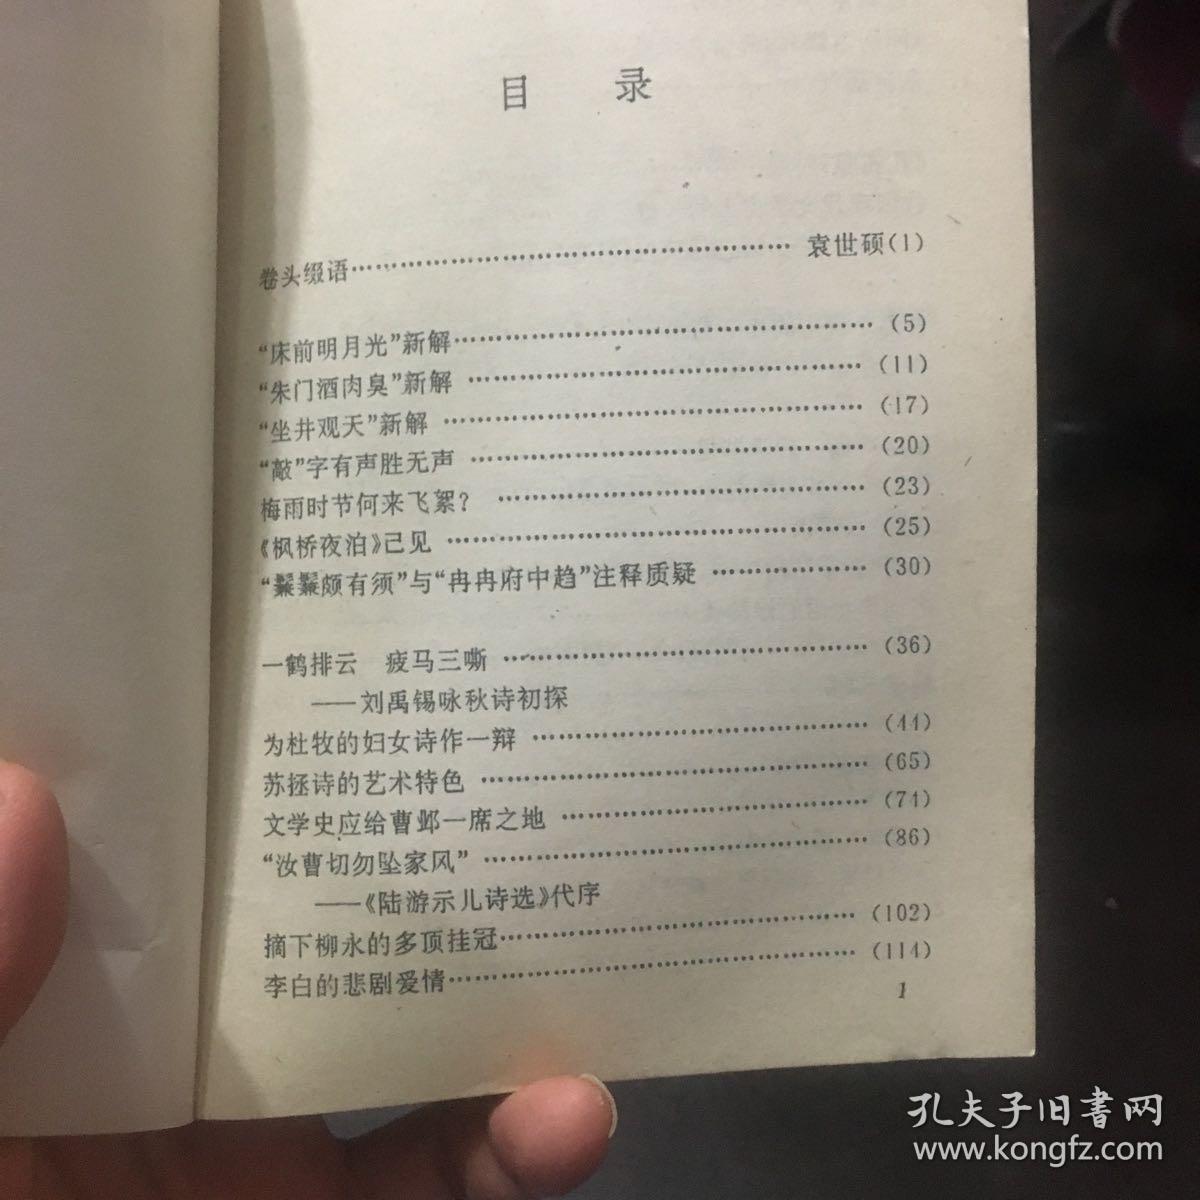 目 录
卷头缀语…………………………………………… 袁世硕(1)
“床前明月光”新解…………………………………………… (5)
“朱门酒肉臭”新解 …………………………………………… (11)
“坐井观天”新解 …………………………………………… (17)
“敲”字有声胜无声 …………………………………………… (20)
梅雨时节何来飞絮? …………………………………………… (23)
《枫桥夜泊》己见 …………………………………………… (25)
“鬑鬑颇有须”与“冉冉府中趋”注释质疑 ……………… (30)
一鹤排云 疲马三嘶 …………………………………………… (36)
——刘禹锡咏秋诗初探
为杜牧的妇女诗作一辩 …………………………………… (44)
苏拯诗的艺术特色 …………………………………………… (65)
文学史应给曹邺一席之地 ………………………………… (74)
“汝曹切勿坠家风” …………………………………………… (86)
——《陆游示儿诗选》代序
摘下柳永的多顶挂冠………………………………………… (102)
李白的悲剧爱情……………………………………………… (114)
1
孔夫子旧書网
www.kongfz.com